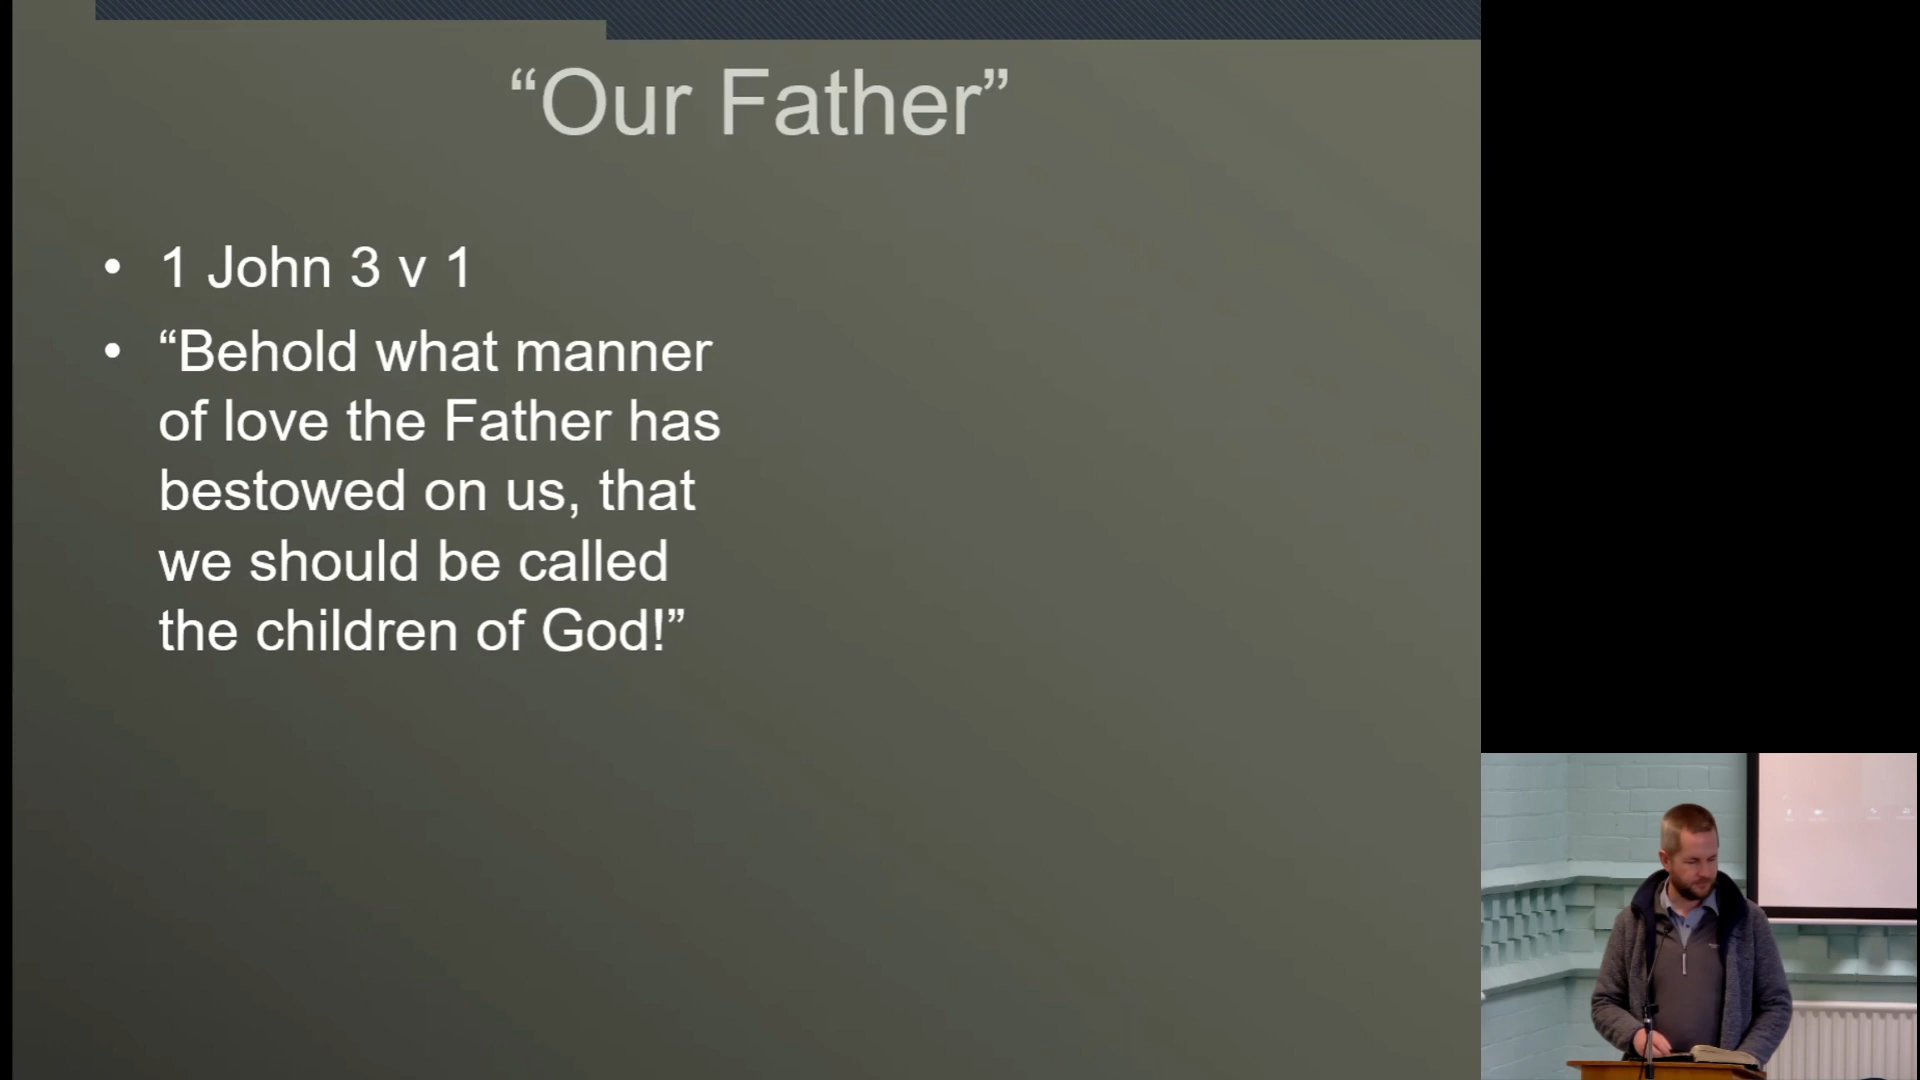 “Our Father”
• 1 John 3 v 1
• “Behold what manner
of love the Father has
bestowed on us, that
we should be called
the children of God!”